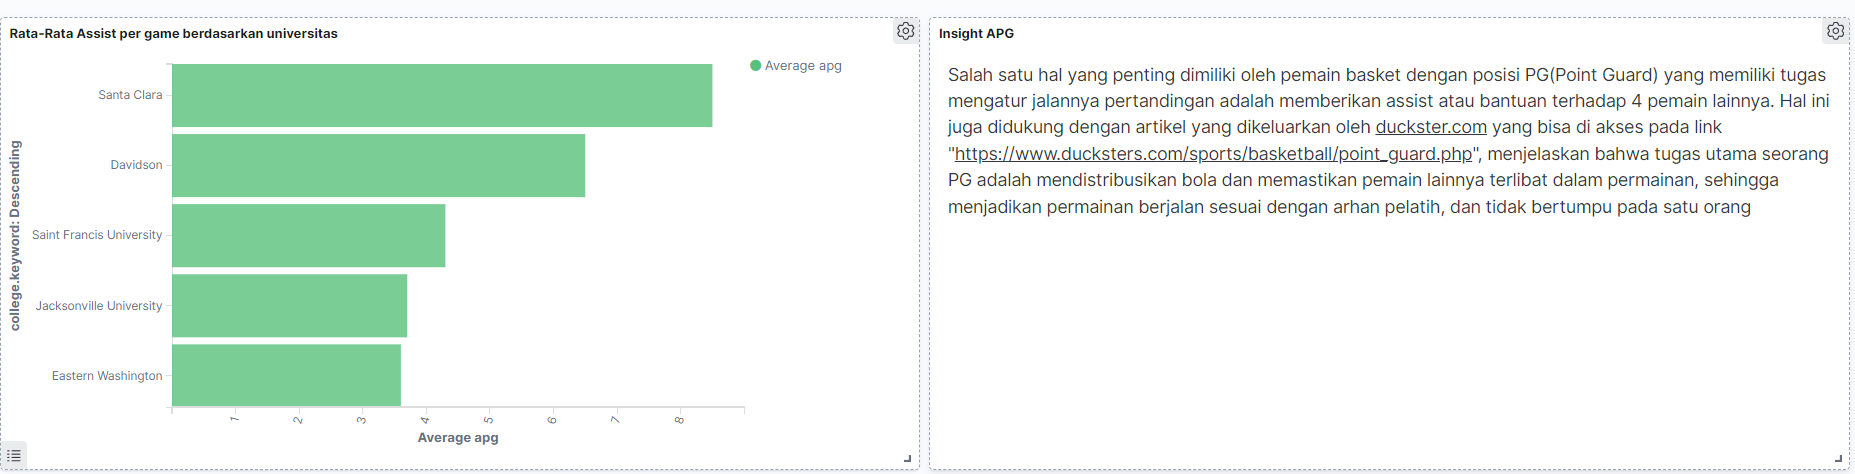 Rata-Rata Assist per game berdasarkan universitas
Average apg
college.keyword: Descending
Santa Clara
Davidson
Saint Francis University
Jacksonville University
Eastern Washington
1
2
3
4
5
6
7
8
Average apg
Insight APG
Salah satu hal yang penting dimiliki oleh pemain basket dengan posisi PG(Point Guard) yang memiliki tugas
mengatur jalannya pertandingan adalah memberikan assist atau bantuan terhadap 4 pemain lainnya. Hal ini
juga didukung dengan artikel yang dikeluarkan oleh duckster.com yang bisa di akses pada link
"https://www.ducksters.com/sports/basketball/point_guard.php", menjelaskan bahwa tugas utama seorang
PG adalah mendistribusikan bola dan memastikan pemain lainnya terlibat dalam permainan, sehingga
menjadikan permainan berjalan sesuai dengan arhan pelatih, dan tidak bertumpu pada satu orang